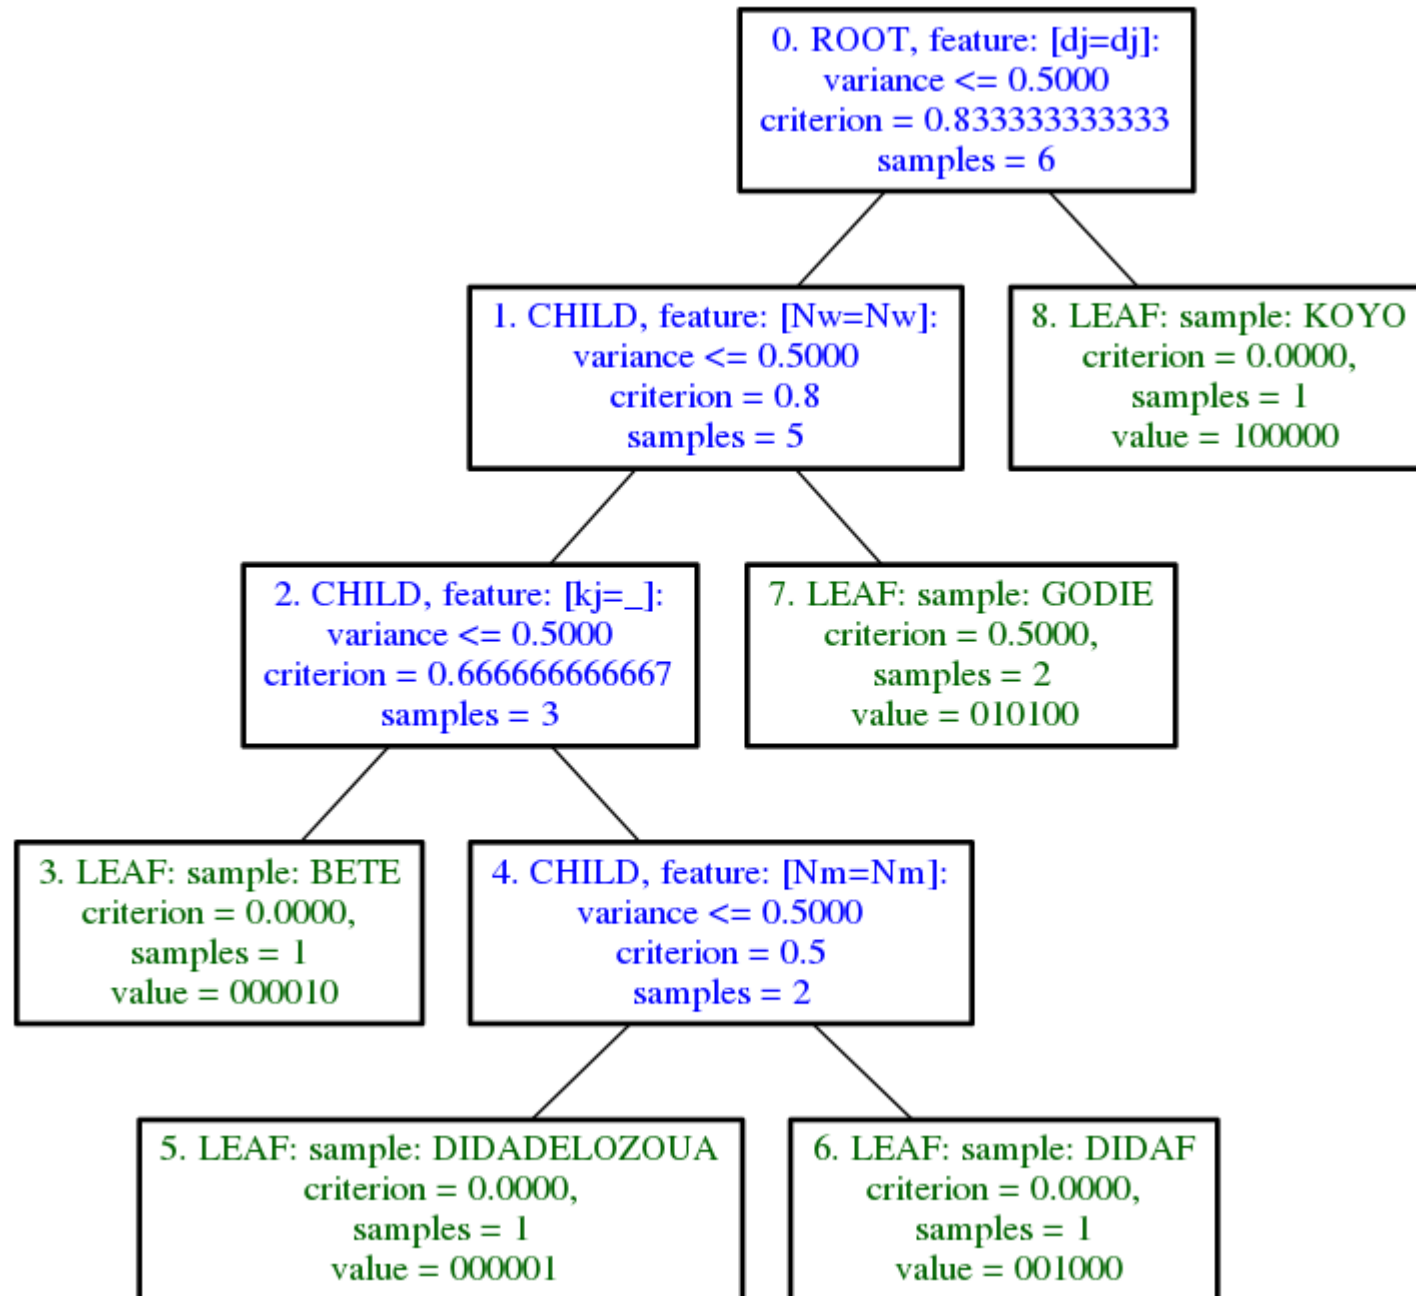 0. ROOT, feature: [dj=dj]:
variance <= 0.5000
criterion = 0.833333333333
samples = 6
1. CHILD, feature: [Nw=Nw]:
variance <= 0.5000
criterion = 0.8
samples = 5
8. LEAF: sample: KOYO
criterion = 0.0000,
samples = 1
value = 100000
2. CHILD, feature: [kj=_]:
variance <= 0.5000
criterion = 0.666666666667
samples = 3
7. LEAF: sample: GODIE
criterion = 0.5000,
samples = 2
value = 010100
3. LEAF: sample: BETE
criterion = 0.0000,
samples = 1
value = 000010
4. CHILD, feature: [Nm=Nm]:
variance <= 0.5000
criterion = 0.5
samples = 2
5. LEAF: sample: DIDADELOZOUA
criterion = 0.0000,
samples = 1
value = 000001
6. LEAF: sample: DIDAF
criterion = 0.0000,
samples = 1
value = 001000